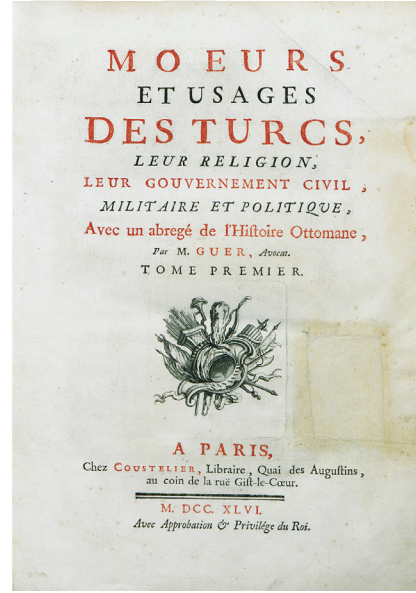 MOEURS
ET USAGES
DES TURCS,
LEUR RELIGION,
LEUR GOUVERNEMENT CIVIL,
MILITAIRE ET POLITIQUE,
Avec un abregé de l'Hiſtoire Ottomane,
Par M. GUER, Avocat.
TOME PREMIER.
A PARIS,
Chez COUSTELIER, Libraire, Quai des Auguſtins,
au coin de la ruë Giſt-le-Cœur.
M. DCC. XLVI.
Avec Approbation & Privilége du Roi.